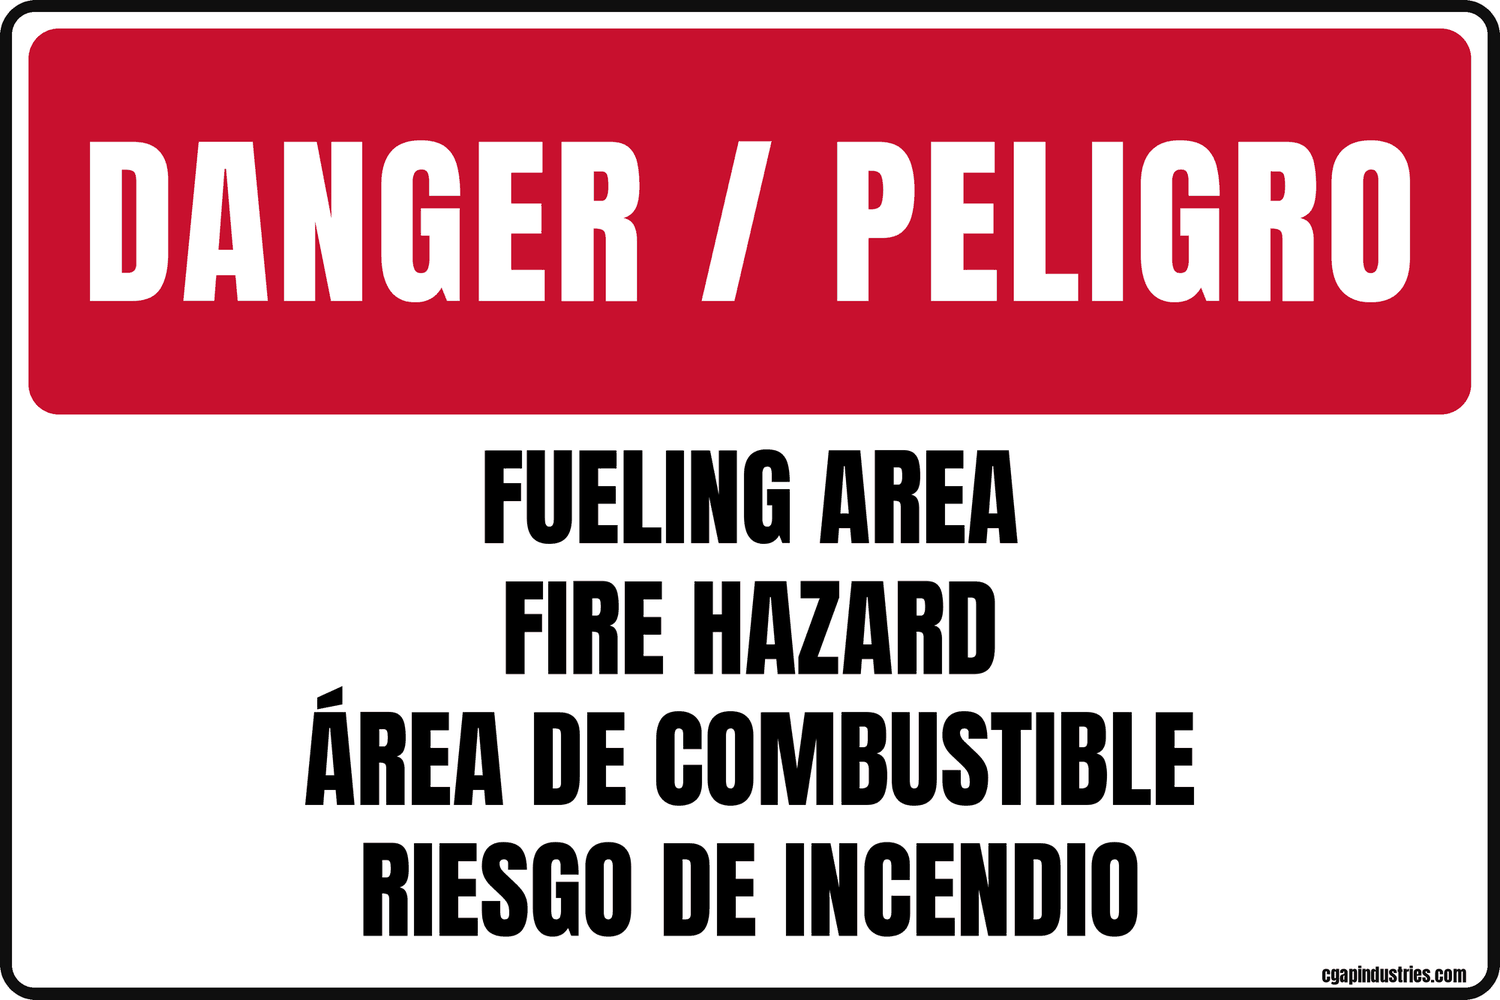 DANGER / PELIGRO
FUELING AREA
FIRE HAZARD
ÁREA DE COMBUSTIBLE
RIESGO DE INCENDIO
cgapindustries.com